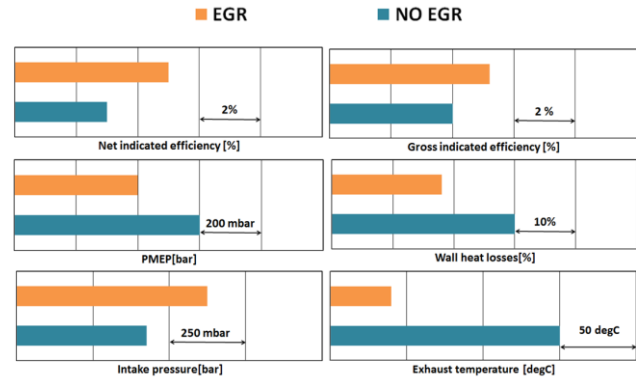 EGR NO EGR
2%
Net indicated efficiency [%]
2 %
Gross indicated efficiency [%]
200 mbar
PMEP[bar]
10%
Wall heat losses[%]
250 mbar
Intake pressure[bar]
50 degC
Exhaust temperature [degC]